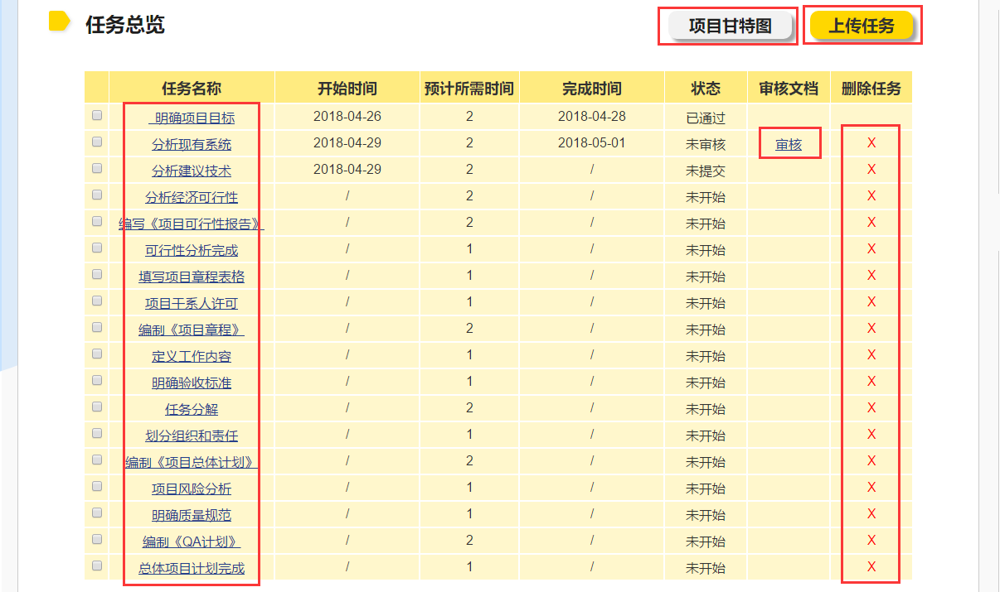 任务总览
项目甘特图 上传任务
任务名称 开始时间 预计所需时间 完成时间 状态 审核文档 删除任务
明确项目目标 2018-04-26 2 2018-04-28 已通过
分析现有系统 2018-04-29 2 2018-05-01 未审核 审核 X
分析建议技术 2018-04-29 2 / 未提交 X
分析经济可行性 / 2 / 未开始 X
编写《项目可行性报告》 / 2 / 未开始 X
可行性分析完成 / 1 / 未开始 X
填写项目章程表格 / 1 / 未开始 X
项目干系人许可 / 1 / 未开始 X
编制《项目章程》 / 2 / 未开始 X
定义工作内容 / 1 / 未开始 X
明确验收标准 / 1 / 未开始 X
任务分解 / 2 / 未开始 X
划分组织和责任 / 1 / 未开始 X
编制《项目总体计划》 / 2 / 未开始 X
项目风险分析 / 1 / 未开始 X
明确质量规范 / 1 / 未开始 X
编制《QA计划》 / 2 / 未开始 X
总体项目计划完成 / 1 / 未开始 X